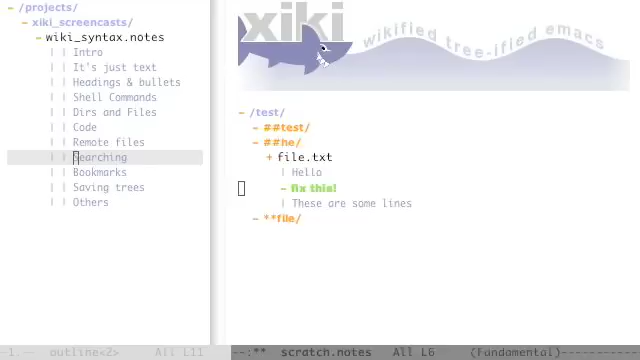 - /projects/
- xiki_screencasts/
- wiki_syntax.notes
| | Intro
| | It's just text
| | Headings & bullets
| | Shell Commands
| | Dirs and Files
| | Code
| | Remote files
| | Searching
| | Bookmarks
| | Saving trees
| | Others
-1.-- outline<2> All L11
xiki
wikified tree-ified emacs
- /test/
- ##test/
- ##he/
+ file.txt
| Hello
- fix this!
| These are some lines
- **file/
--:** scratch.notes All L6 (Fundamental)